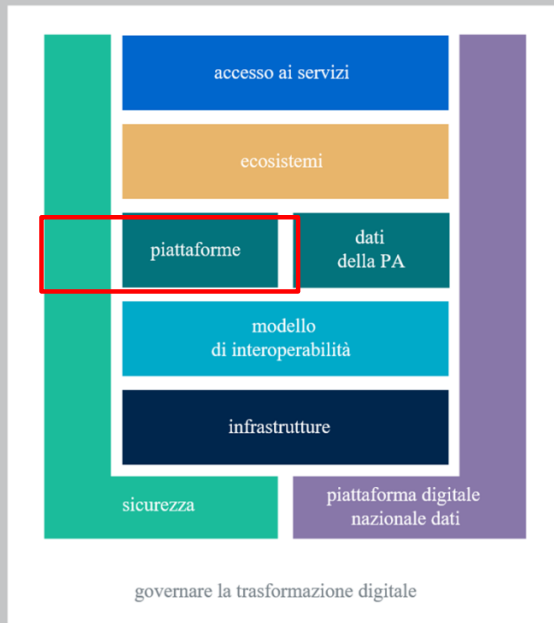 accesso ai servizi
ecosistemi
piattaforme
dati
della PA
modello
di interoperabilità
infrastrutture
sicurezza
piattaforma digitale
nazionale dati
governare la trasformazione digitale